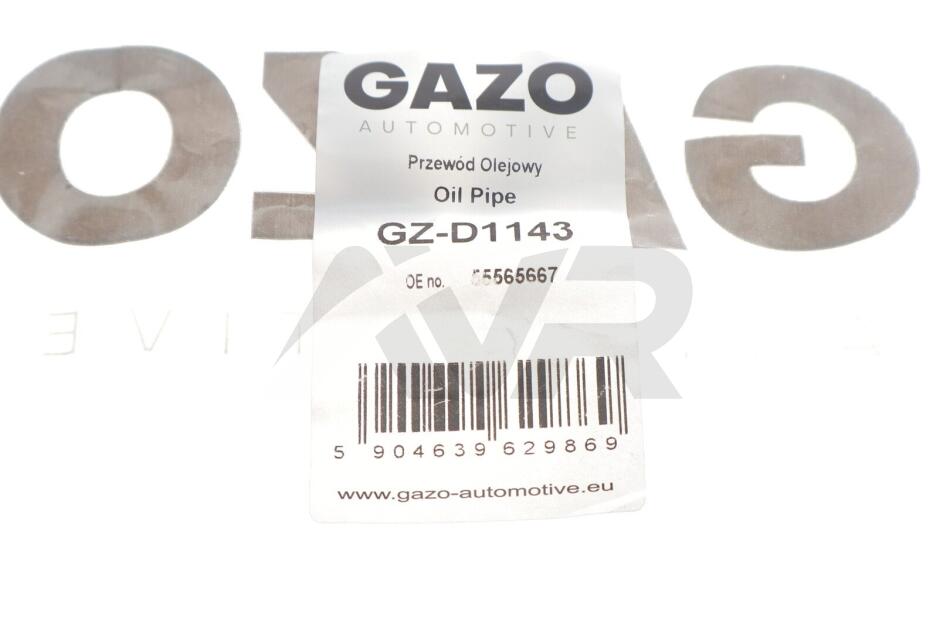 GAZO
AUTOMOTIVE
Przewód Olejowy
Oil Pipe
GZ-D1143
OE no. 55565667
5 904639 629869
www.gazo-automotive.eu